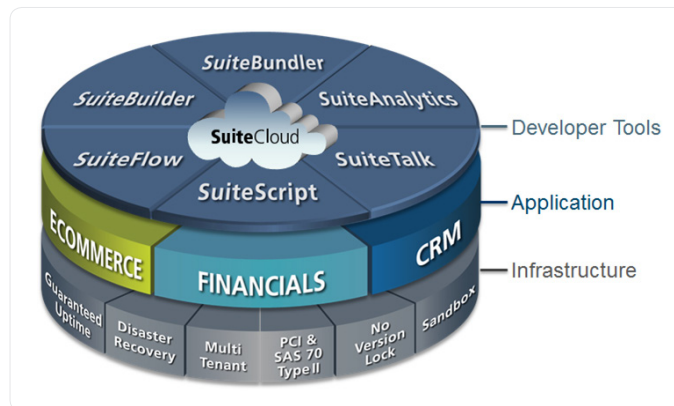 SuiteBundler
SuiteBuilder
SuiteAnalytics
SuiteCloud
SuiteFlow
SuiteTalk
SuiteScript
Developer Tools
ECOMMERCE
FINANCIALS
CRM
Application
Guaranteed
Uptime
Disaster
Recovery
Multi
Tenant
PCI &
SAS 70
Type II
No
Version
Lock
Sandbox
Infrastructure